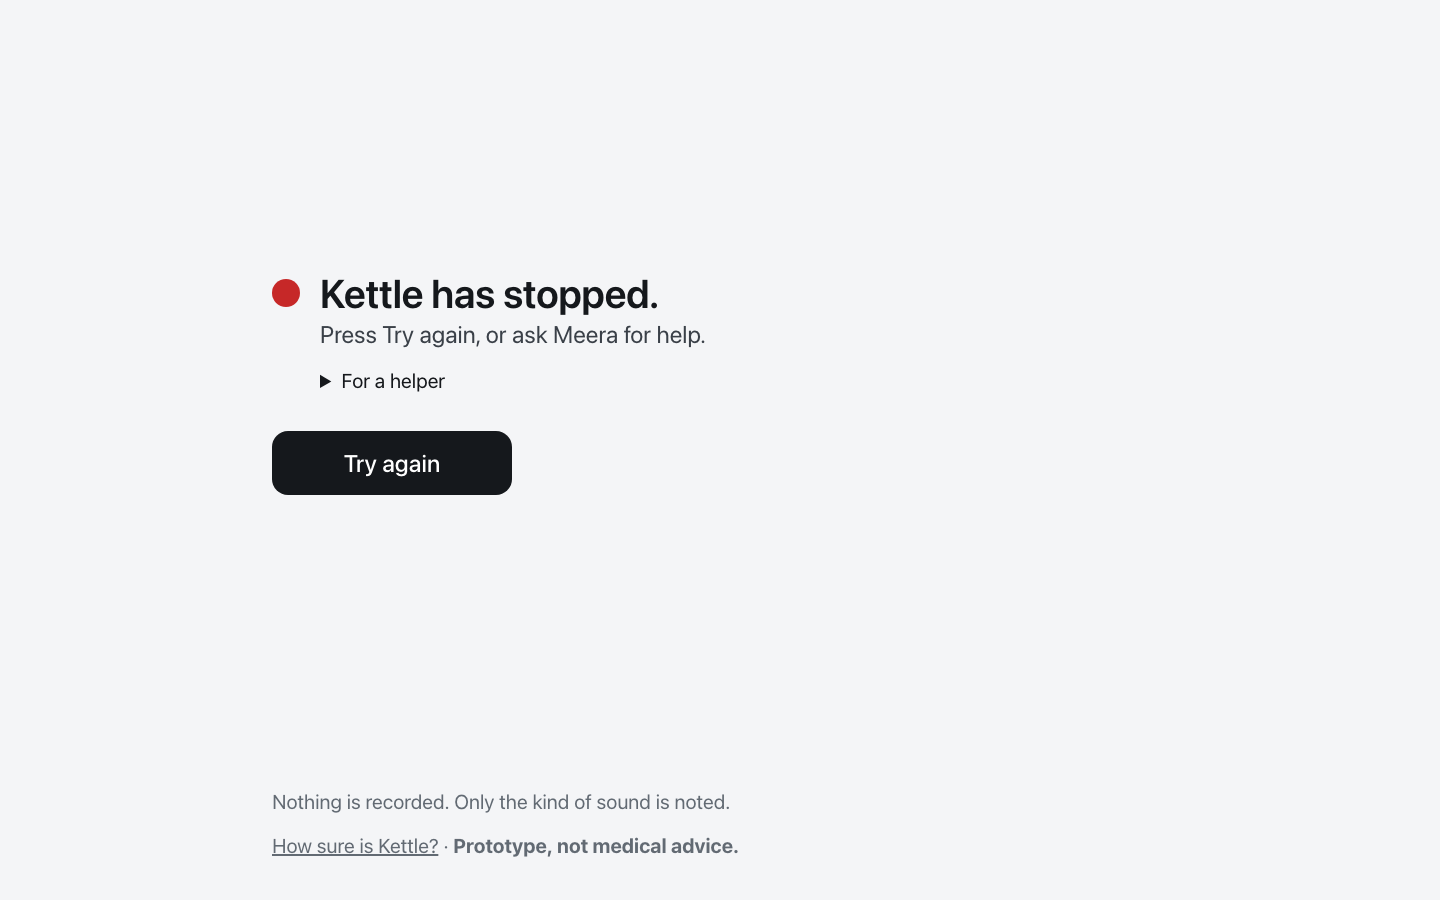 Kettle has stopped.
Press Try again, or ask Meera for help.
For a helper
Try again
Nothing is recorded. Only the kind of sound is noted.
How sure is Kettle? · Prototype, not medical advice.